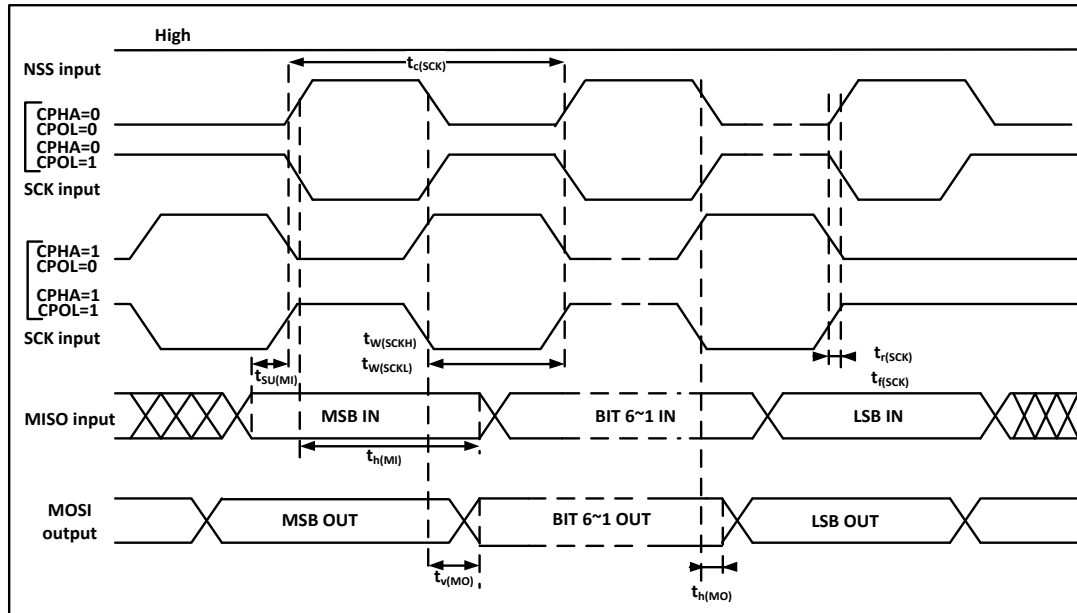 High
NSS input
tc(SCK)
CPHA=0
CPOL=0
CPHA=0
CPOL=1
SCK input
CPHA=1
CPOL=0
CPHA=1
CPOL=1
SCK input
tW(SCKH)
tW(SCKL)
tr(SCK)
tf(SCK)
tSU(MI)
MISO input
MSB IN
BIT 6~1 IN
LSB IN
th(MI)
MOSI
output
MSB OUT
BIT 6~1 OUT
LSB OUT
tv(MO)
th(MO)